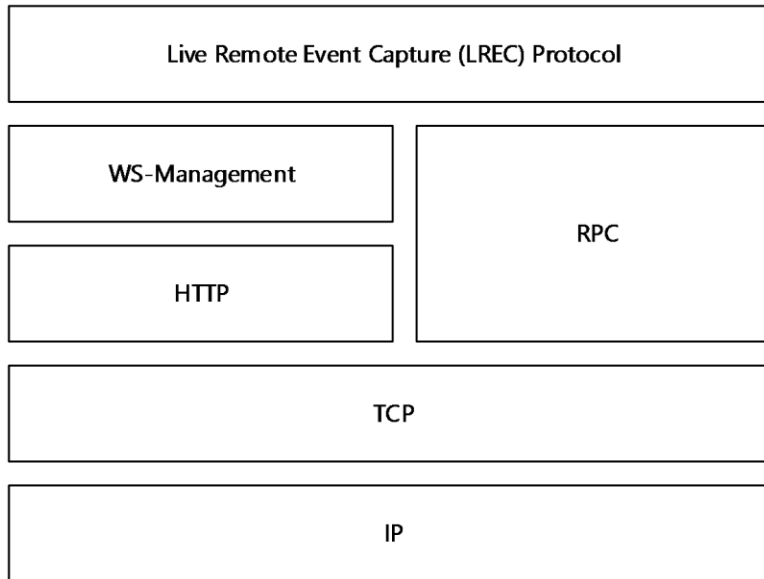 Live Remote Event Capture (LREC) Protocol
WS-Management
RPC
HTTP
TCP
IP